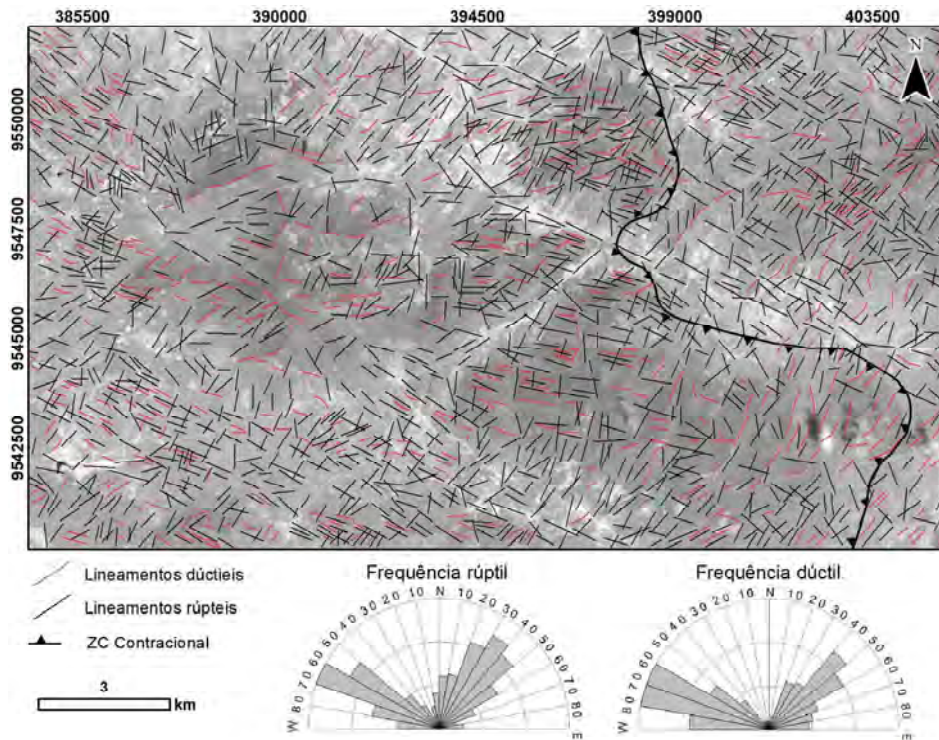 385500 390000 394500 399000 403500
9550000
9547500
9545000
9542500
N
Lineamentos dúctieis
Lineamentos rúpteis
ZC Contracional
3
km
Frequência rúptil
W 80 70 60 50 40 30 20 10 N 10 20 30 40 50 60 70 80 E
Frequência dúctil
W 80 70 60 50 40 30 20 16 N 10 20 30 40 50 60 70 80 E